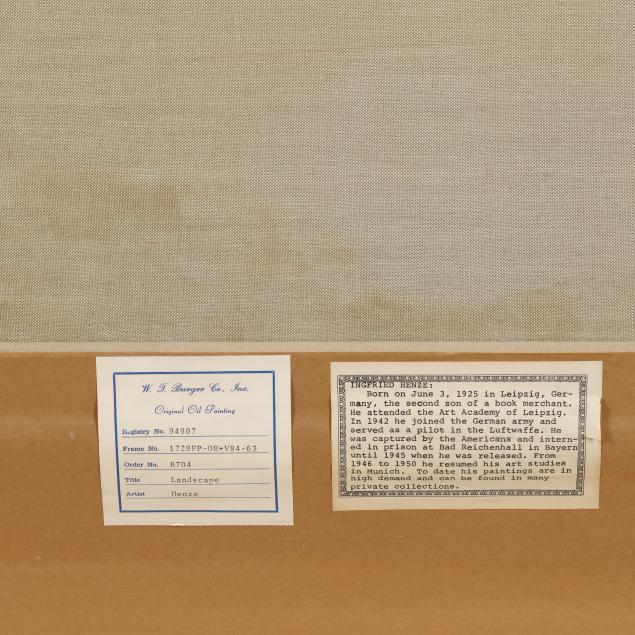 W. T. Burger Co., Inc.
Original Oil Painting
Registry No. 94907
Frame No. 1729FP-OR+V84-63
Order No. B704
Title Landscape
Artist Henze
INGFRIED HENZE:
Born on June 3, 1925 in Leipzig, Ger-
many, the second son of a book merchant.
He attended the Art Academy of Leipzig.
In 1942 he joined the German army and
served as a pilot in the Luftwaffe. He
was captured by the Americans and intern-
ed in prison at Bad Reichenhall in Bayern
until 1945 when he was released. From
1946 to 1950 he resumed his art studies
in Munich. To date his paintings are in
high demand and can be found in many
private collections.